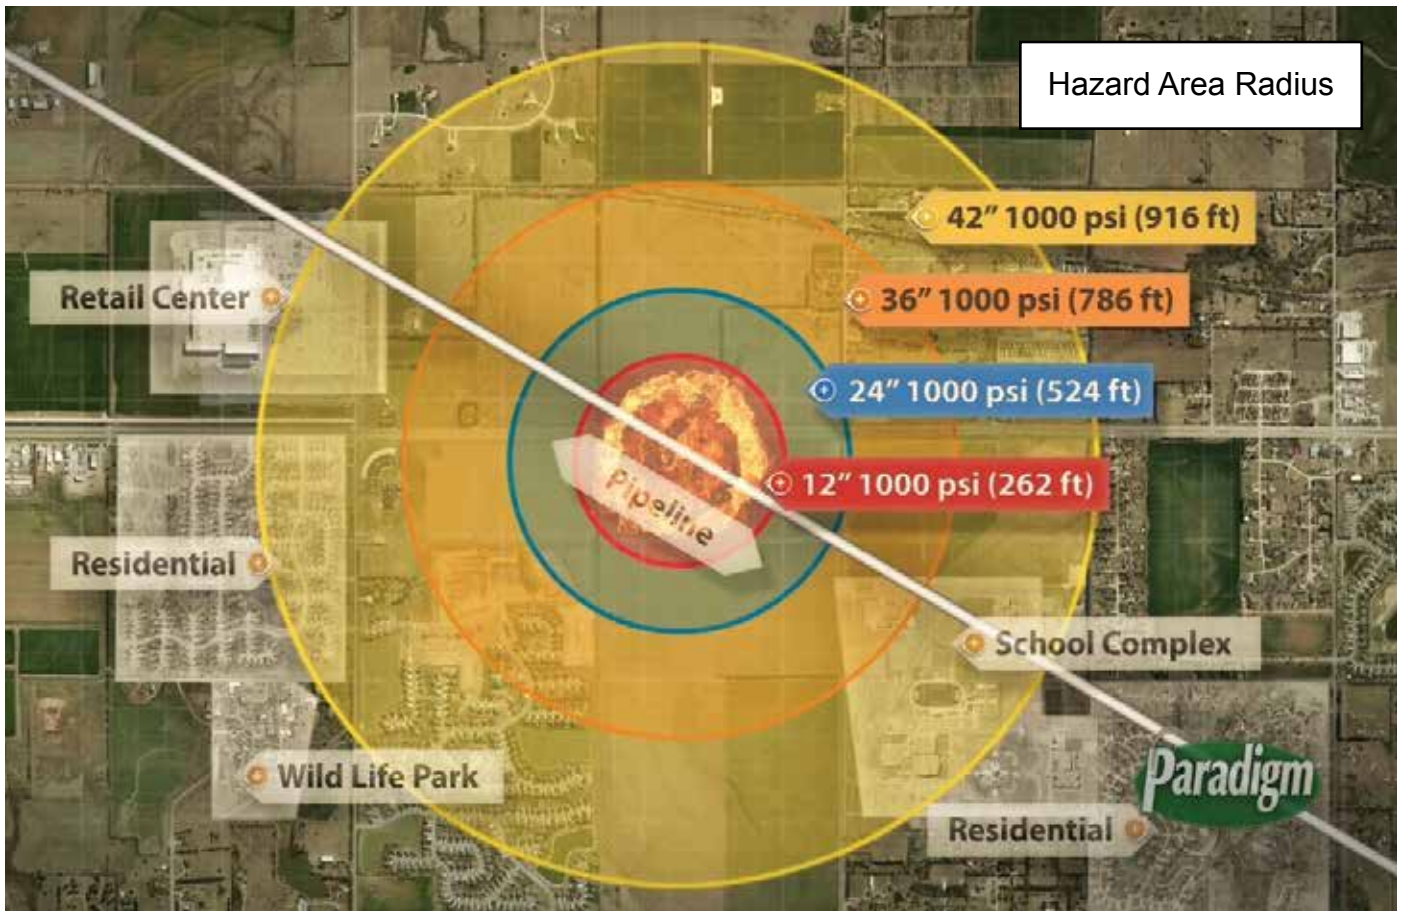 Hazard Area Radius
42” 1000 psi (916 ft)
Retail Center
36” 1000 psi (786 ft)
24” 1000 psi (524 ft)
12” 1000 psi (262 ft)
Pipeline
Residential
School Complex
Wild Life Park
Paradigm
Residential